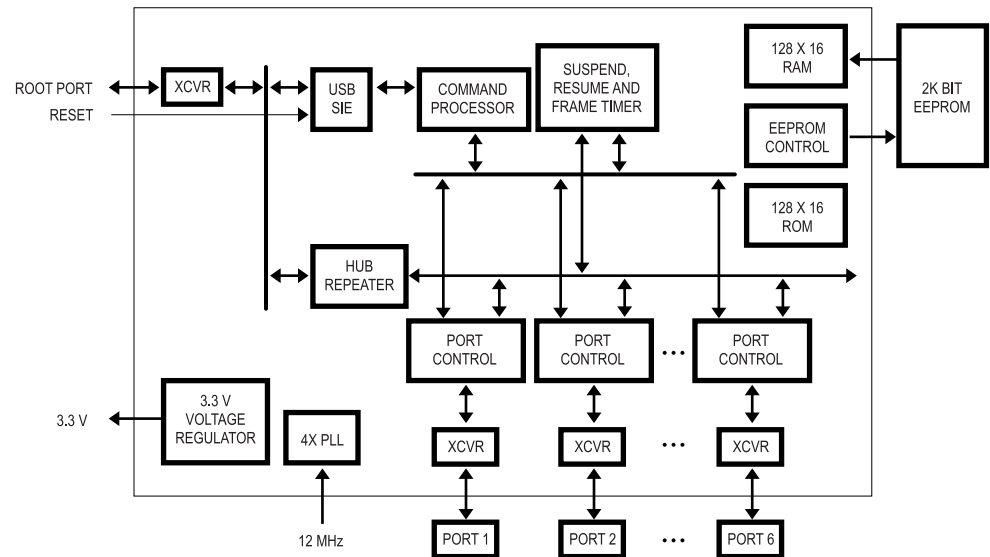 ROOT PORT
RESET
XCVR
USB
SIE
COMMAND
PROCESSOR
SUSPEND,
RESUME AND
FRAME TIMER
128 X 16
RAM
EEPROM
CONTROL
128 X 16
ROM
2K BIT
EEPROM
HUB
REPEATER
PORT
CONTROL
PORT
CONTROL
•••
PORT
CONTROL
3.3 V
3.3 V
VOLTAGE
REGULATOR
4X PLL
12 MHz
XCVR
XCVR
•••
XCVR
PORT 1
PORT 2
•••
PORT 6